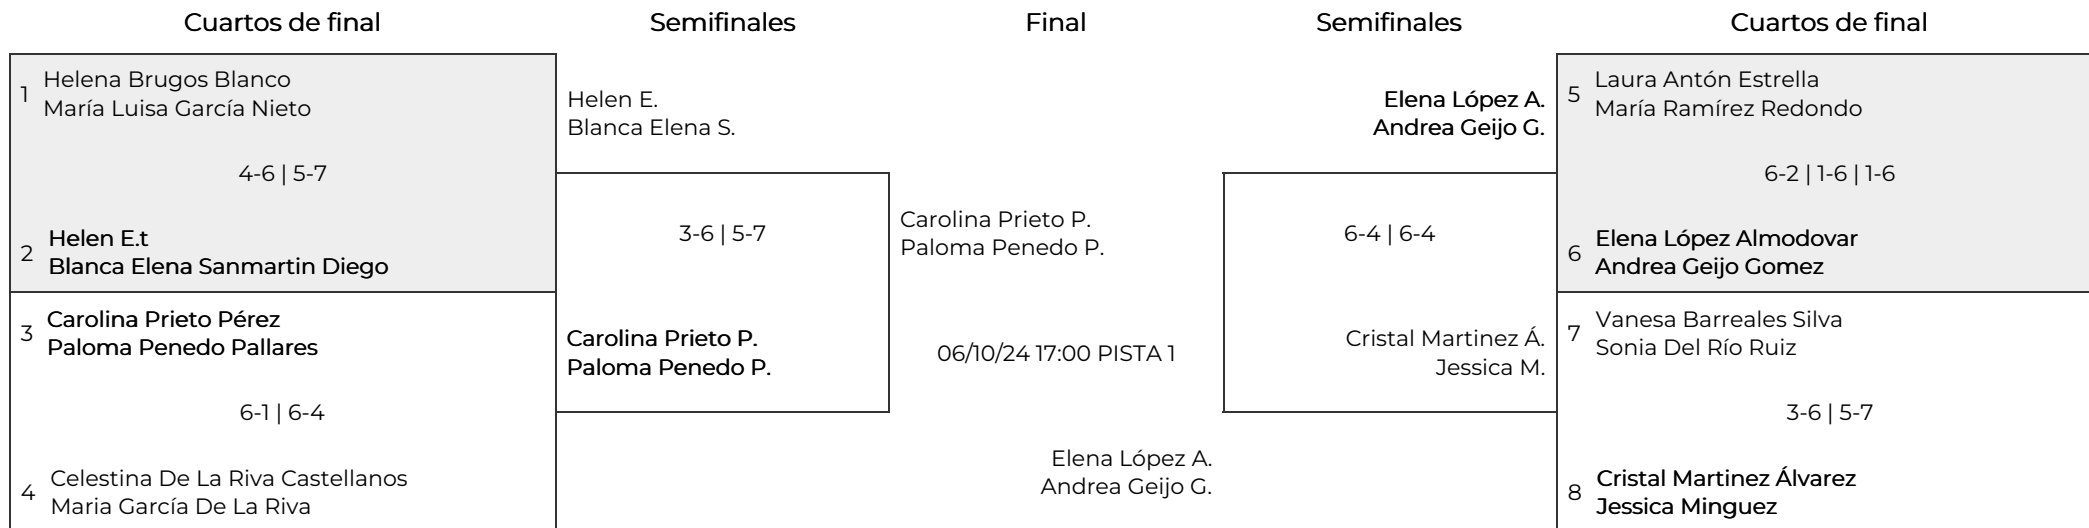 Cuartos de final
Semifinales
Final
Semifinales
Cuartos de final
1
Helena Brugos Blanco
María Luisa García Nieto
4-6 | 5-7
2
Helen E.t
Blanca Elena Sanmartin Diego
3
Carolina Prieto Pérez
Paloma Penedo Pallares
6-1 | 6-4
4
Celestina De La Riva Castellanos
Maria García De La Riva
Helen E.
Blanca Elena S.
3-6 | 5-7
Carolina Prieto P.
Paloma Penedo P.
Carolina Prieto P.
Paloma Penedo P.
06/10/24 17:00 PISTA 1
Elena López A.
Andrea Geijo G.
Elena López A.
Andrea Geijo G.
6-4 | 6-4
Cristal Martinez Á.
Jessica M.
5
Laura Antón Estrella
María Ramírez Redondo
6-2 | 1-6 | 1-6
6
Elena López Almodovar
Andrea Geijo Gomez
7
Vanesa Barreales Silva
Sonia Del Río Ruiz
3-6 | 5-7
8
Cristal Martinez Álvarez
Jessica Minguez